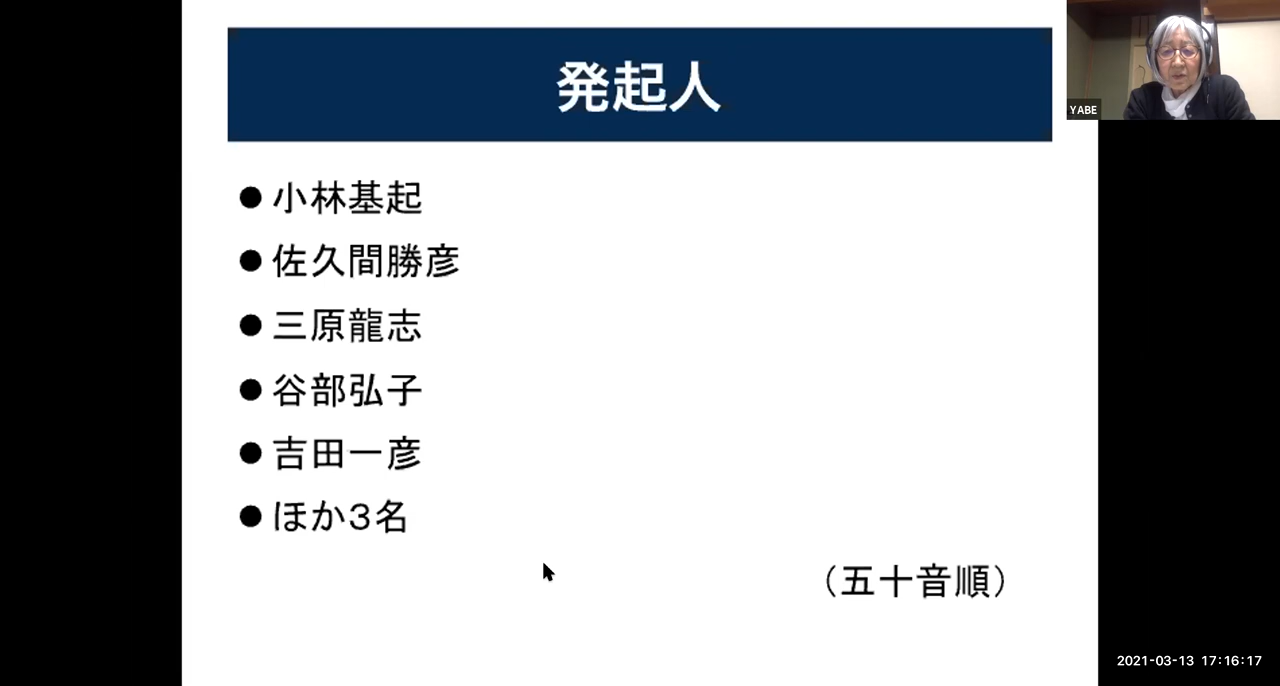 発起人
YABE
● 小林基起
● 佐久間勝彦
● 三原龍志
● 谷部弘子
● 吉田一彦
● ほか3名
（五十音順）
2021-03-13 17:16:17